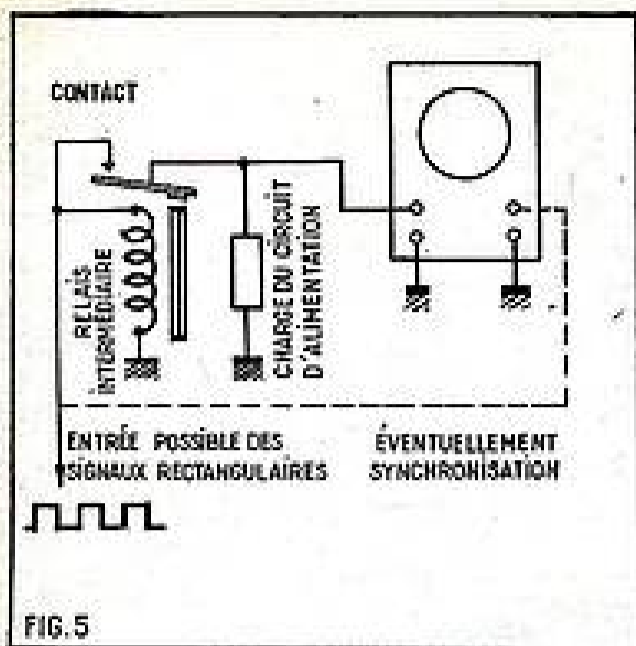 CONTACT
RELAIS
INTERMÉDIAIRE
CHARGE DU CIRCUIT
D'ALIMENTATION
ENTRÉE POSSIBLE DES
SIGNAUX RECTANGULAIRES
ÉVENTUELLEMENT
SYNCHRONISATION
FIG. 5